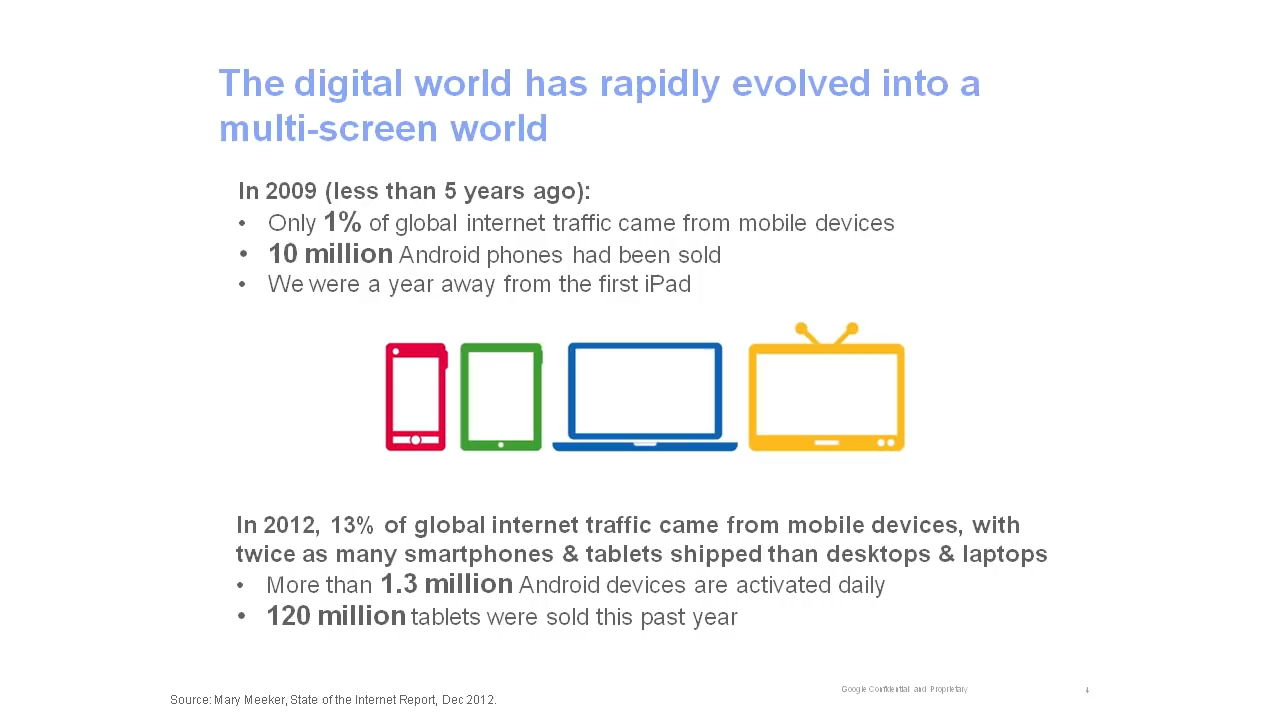 The digital world has rapidly evolved into a
multi-screen world
In 2009 (less than 5 years ago):
• Only 1% of global internet traffic came from mobile devices
• 10 million Android phones had been sold
• We were a year away from the first iPad
In 2012, 13% of global internet traffic came from mobile devices, with
twice as many smartphones & tablets shipped than desktops & laptops
• More than 1.3 million Android devices are activated daily
• 120 million tablets were sold this past year
Google Confidential and Proprietary
Source: Mary Meeker, State of the Internet Report, Dec 2012.